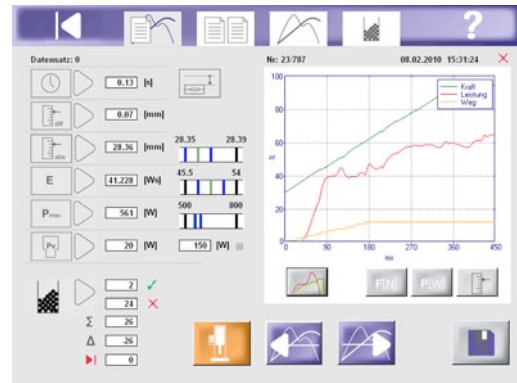 ?
Datensatz: 0
Nr: 23/787 08.02.2010 15:31:24
0.13 [s]
diff 0.07 [mm]
abs 28.36 [mm] 28.35 28.39
E 41.228 [Ws] 45.5 54
Pmax 561 [W] 500 800
Pv 20 [W] 150 [W]
2
24
Σ 26
Δ -26
0
Kraft
Leistung
Weg
100
80
60
40
20
0
%
0 90 180 270 360 450
ms
F[N] P[W]